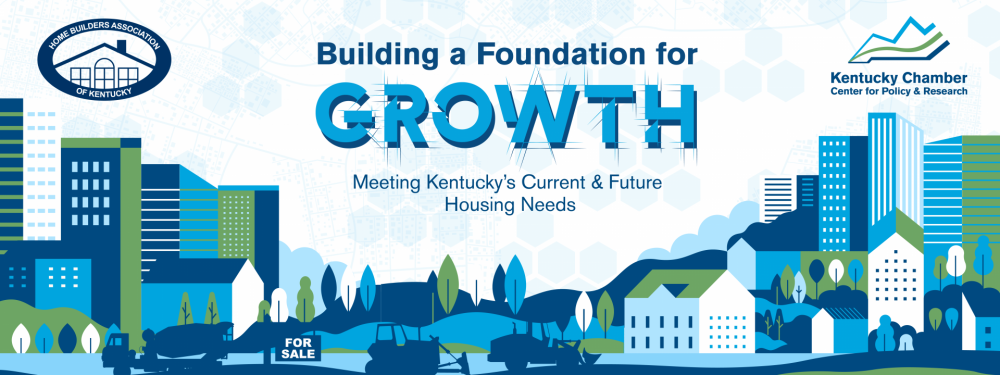 HOME BUILDERS ASSOCIATION
OF KENTUCKY
Building a Foundation for
GROWTH
Meeting Kentucky’s Current & Future
Housing Needs
Kentucky Chamber
Center for Policy & Research
FOR
SALE